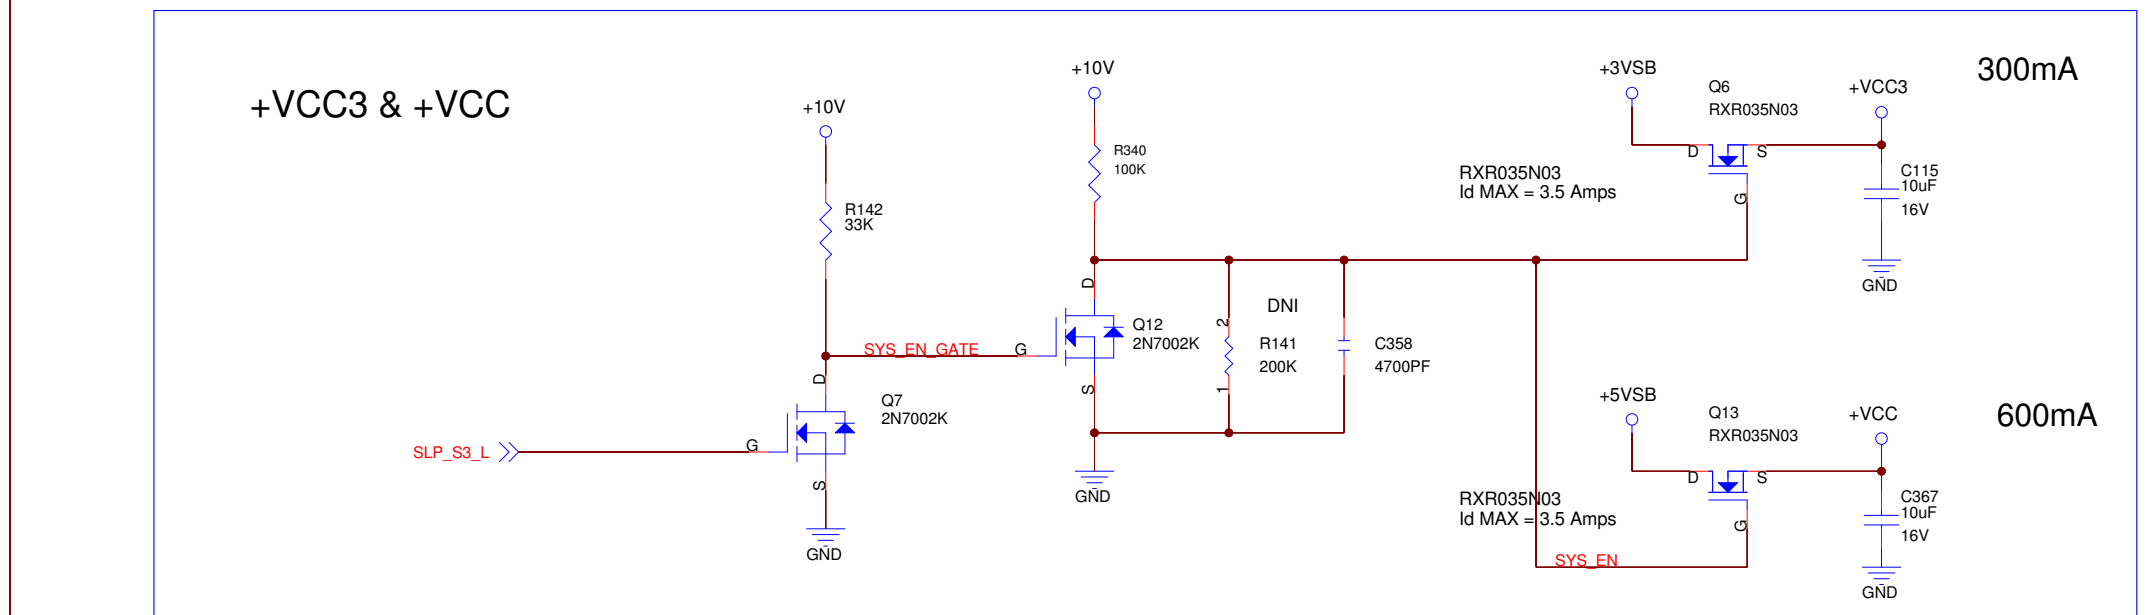 +VCC3 & +VCC
+10V
R142
33K
SYS_EN_GATE
SLP_S3_L
G
D
S
Q7
2N7002K
GND
+10V
R340
100K
G
D
S
Q12
2N7002K
GND
DNI
2
1
R141
200K
C358
4700PF
+3VSB
Q6
RXR035N03
D
S
G
RXR035N03
Id MAX = 3.5 Amps
+VCC3
300mA
C115
10uF
16V
GND
+5VSB
Q13
RXR035N03
D
S
G
RXR035N03
Id MAX = 3.5 Amps
SYS_EN
+VCC
600mA
C367
10uF
16V
GND